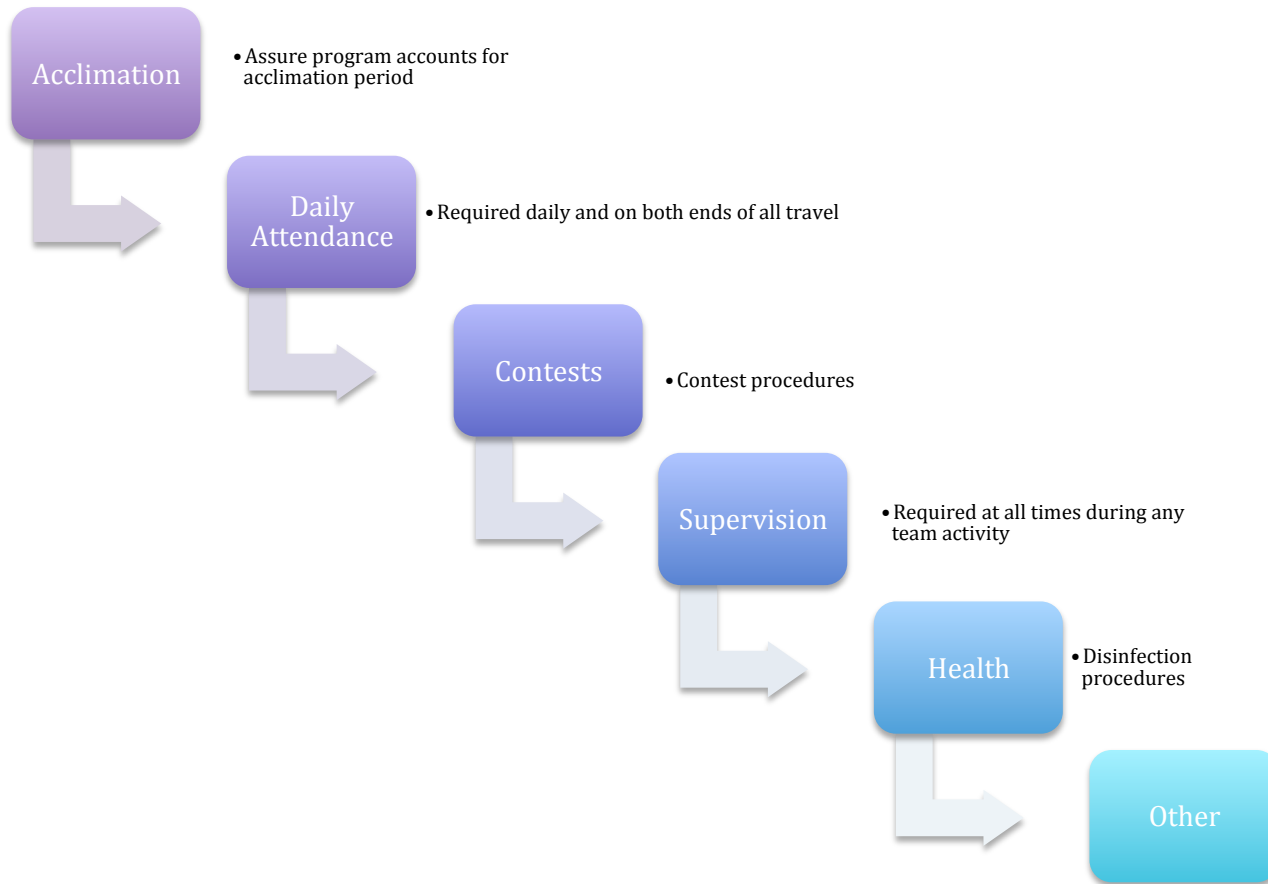 Acclimation
• Assure program accounts for
acclimation period
Daily
Attendance
• Required daily and on both ends of all travel
Contests
• Contest procedures
Supervision
• Required at all times during any
team activity
Health
• Disinfection
procedures
Other